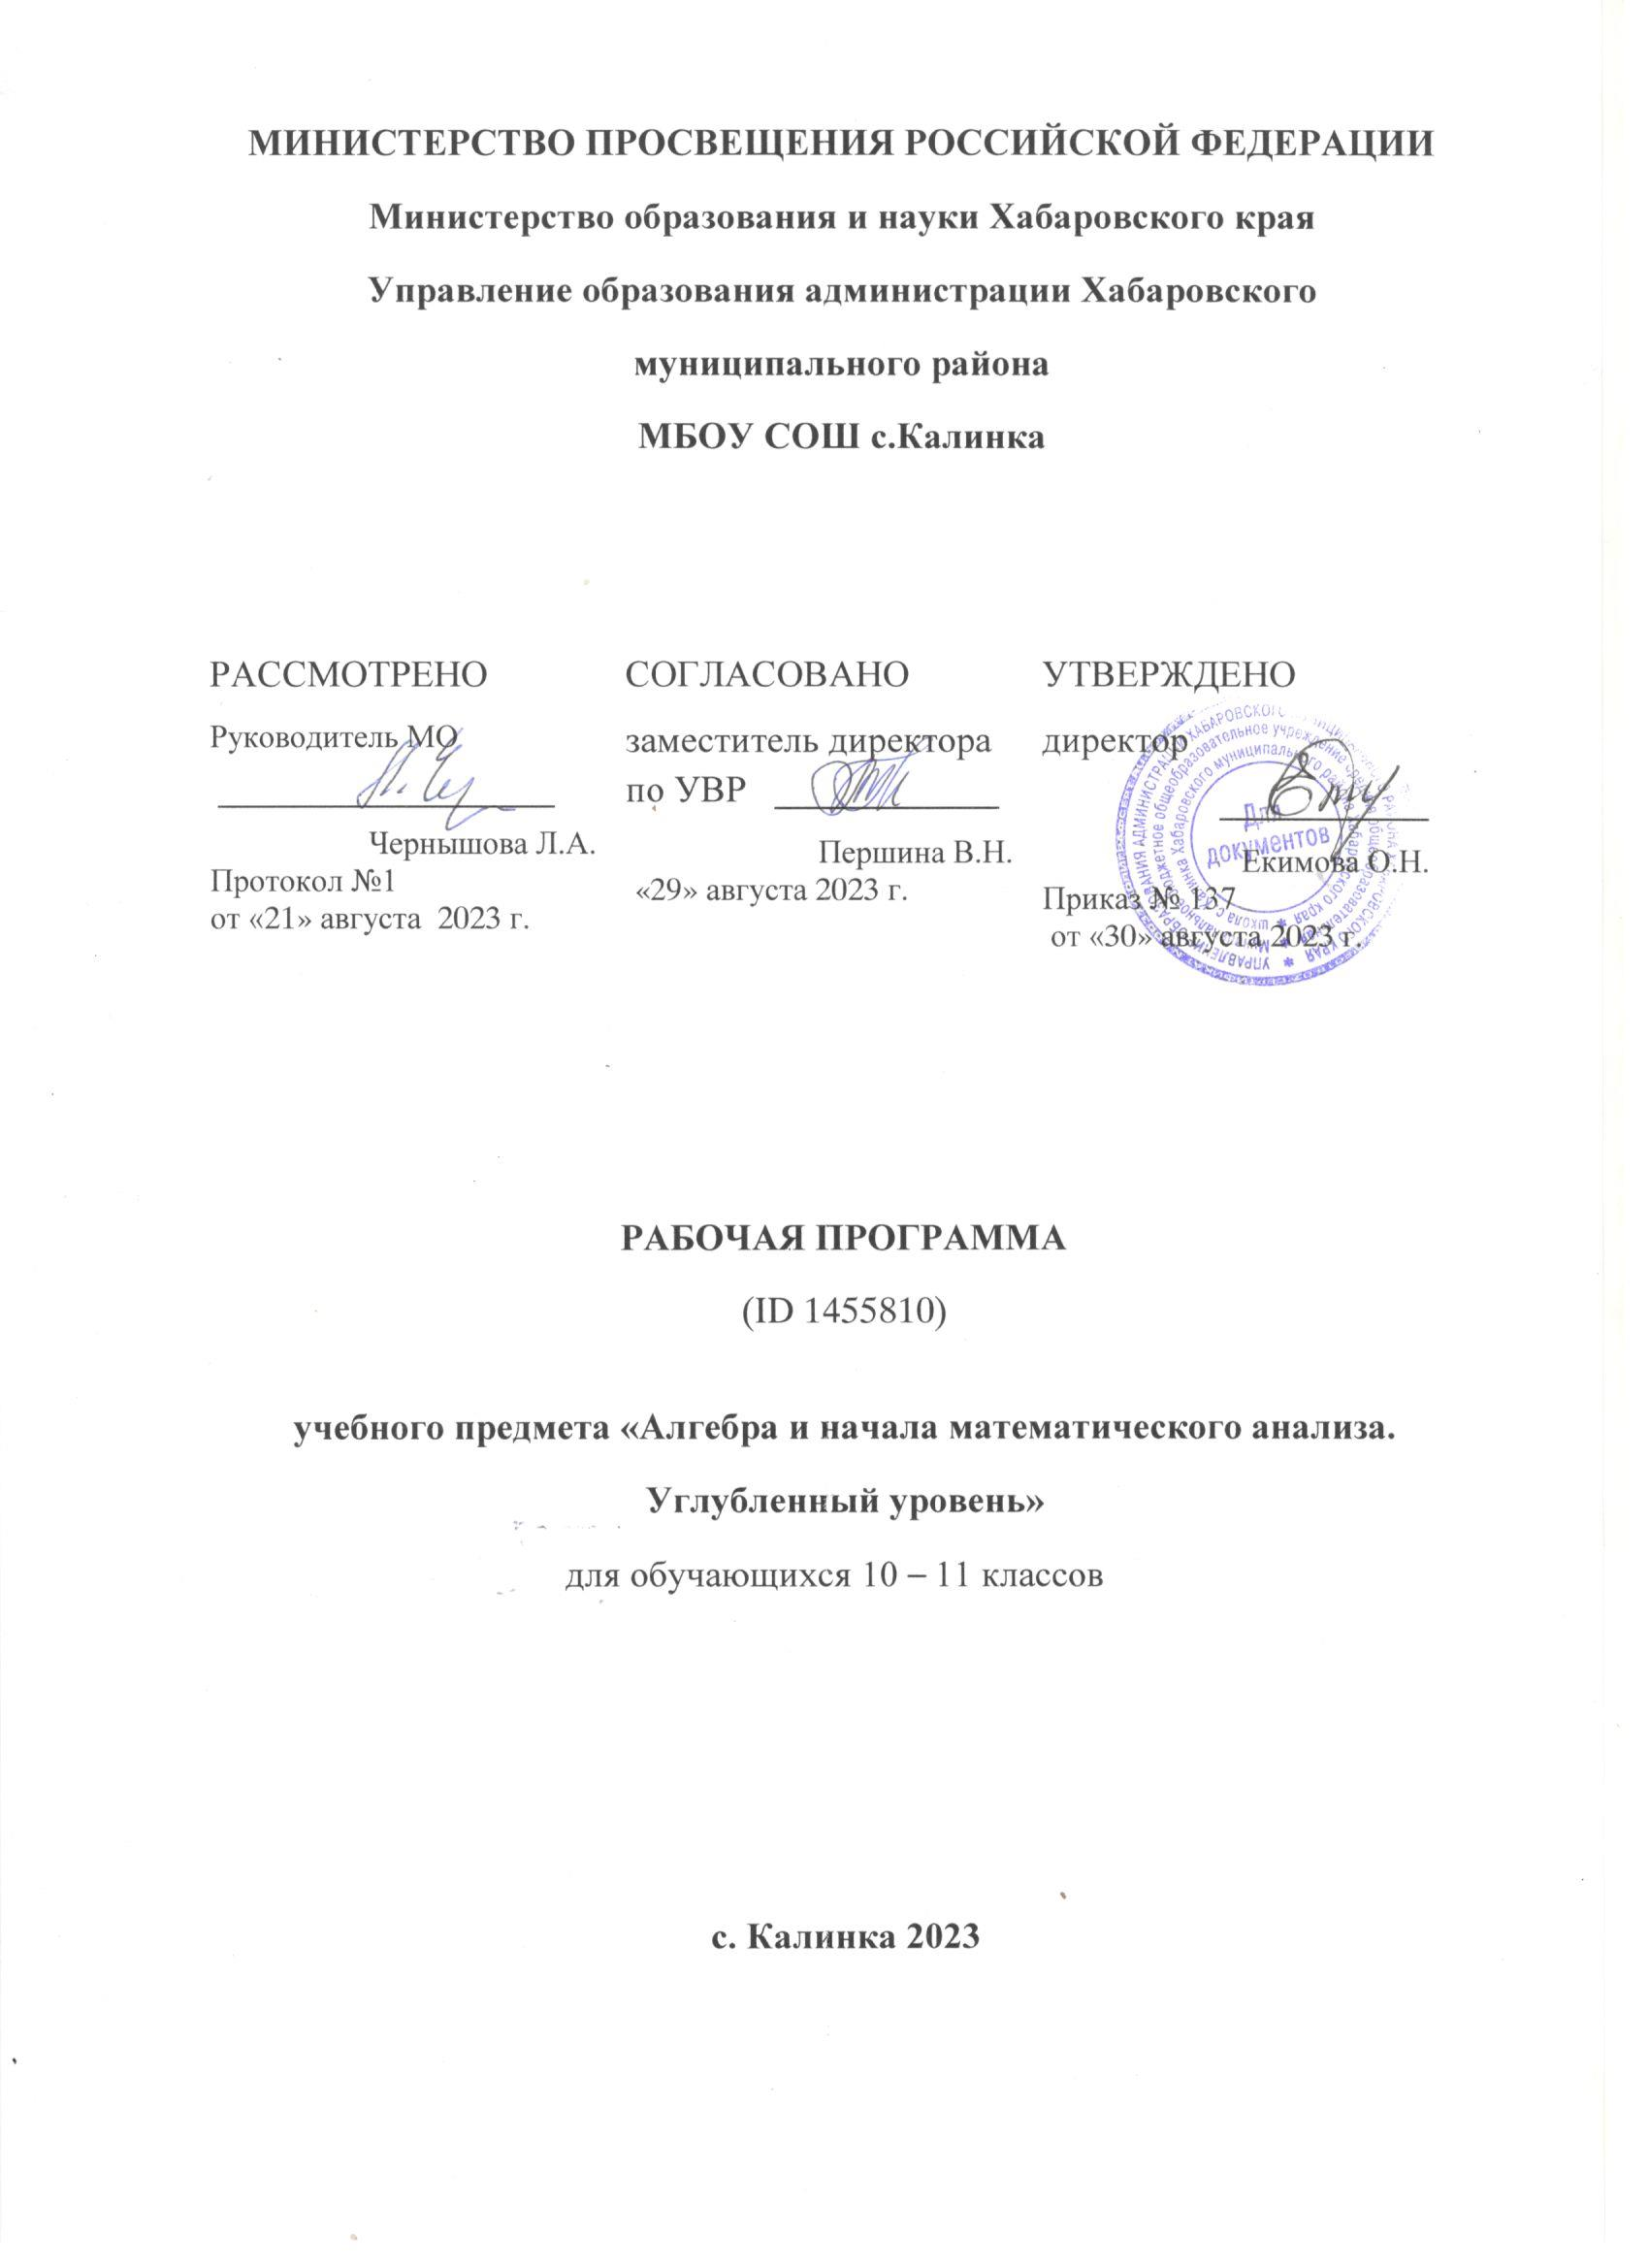 МИНИСТЕРСТВО ПРОСВЕЩЕНИЯ РОССИЙСКОЙ ФЕДЕРАЦИИ
Министерство образования и науки Хабаровского края
Управление образования администрации Хабаровского
муниципального района
МБОУ СОШ с.Калинка
РАССМОТРЕНО
Руководитель МО
Чернышова Л.А.
Протокол №1
от «21» августа 2023 г.
СОГЛАСОВАНО
заместитель директора
по УВР
Першина В.Н.
«29» августа 2023 г.
УТВЕРЖДЕНО
директор
Екимова О.Н.
Приказ № 137
от «30» августа 2023 г.
Для
документов
РАБОЧАЯ ПРОГРАММА
(ID 1455810)
учебного предмета «Алгебра и начала математического анализа.
Углубленный уровень»
для обучающихся 10 – 11 классов
с. Калинка 2023